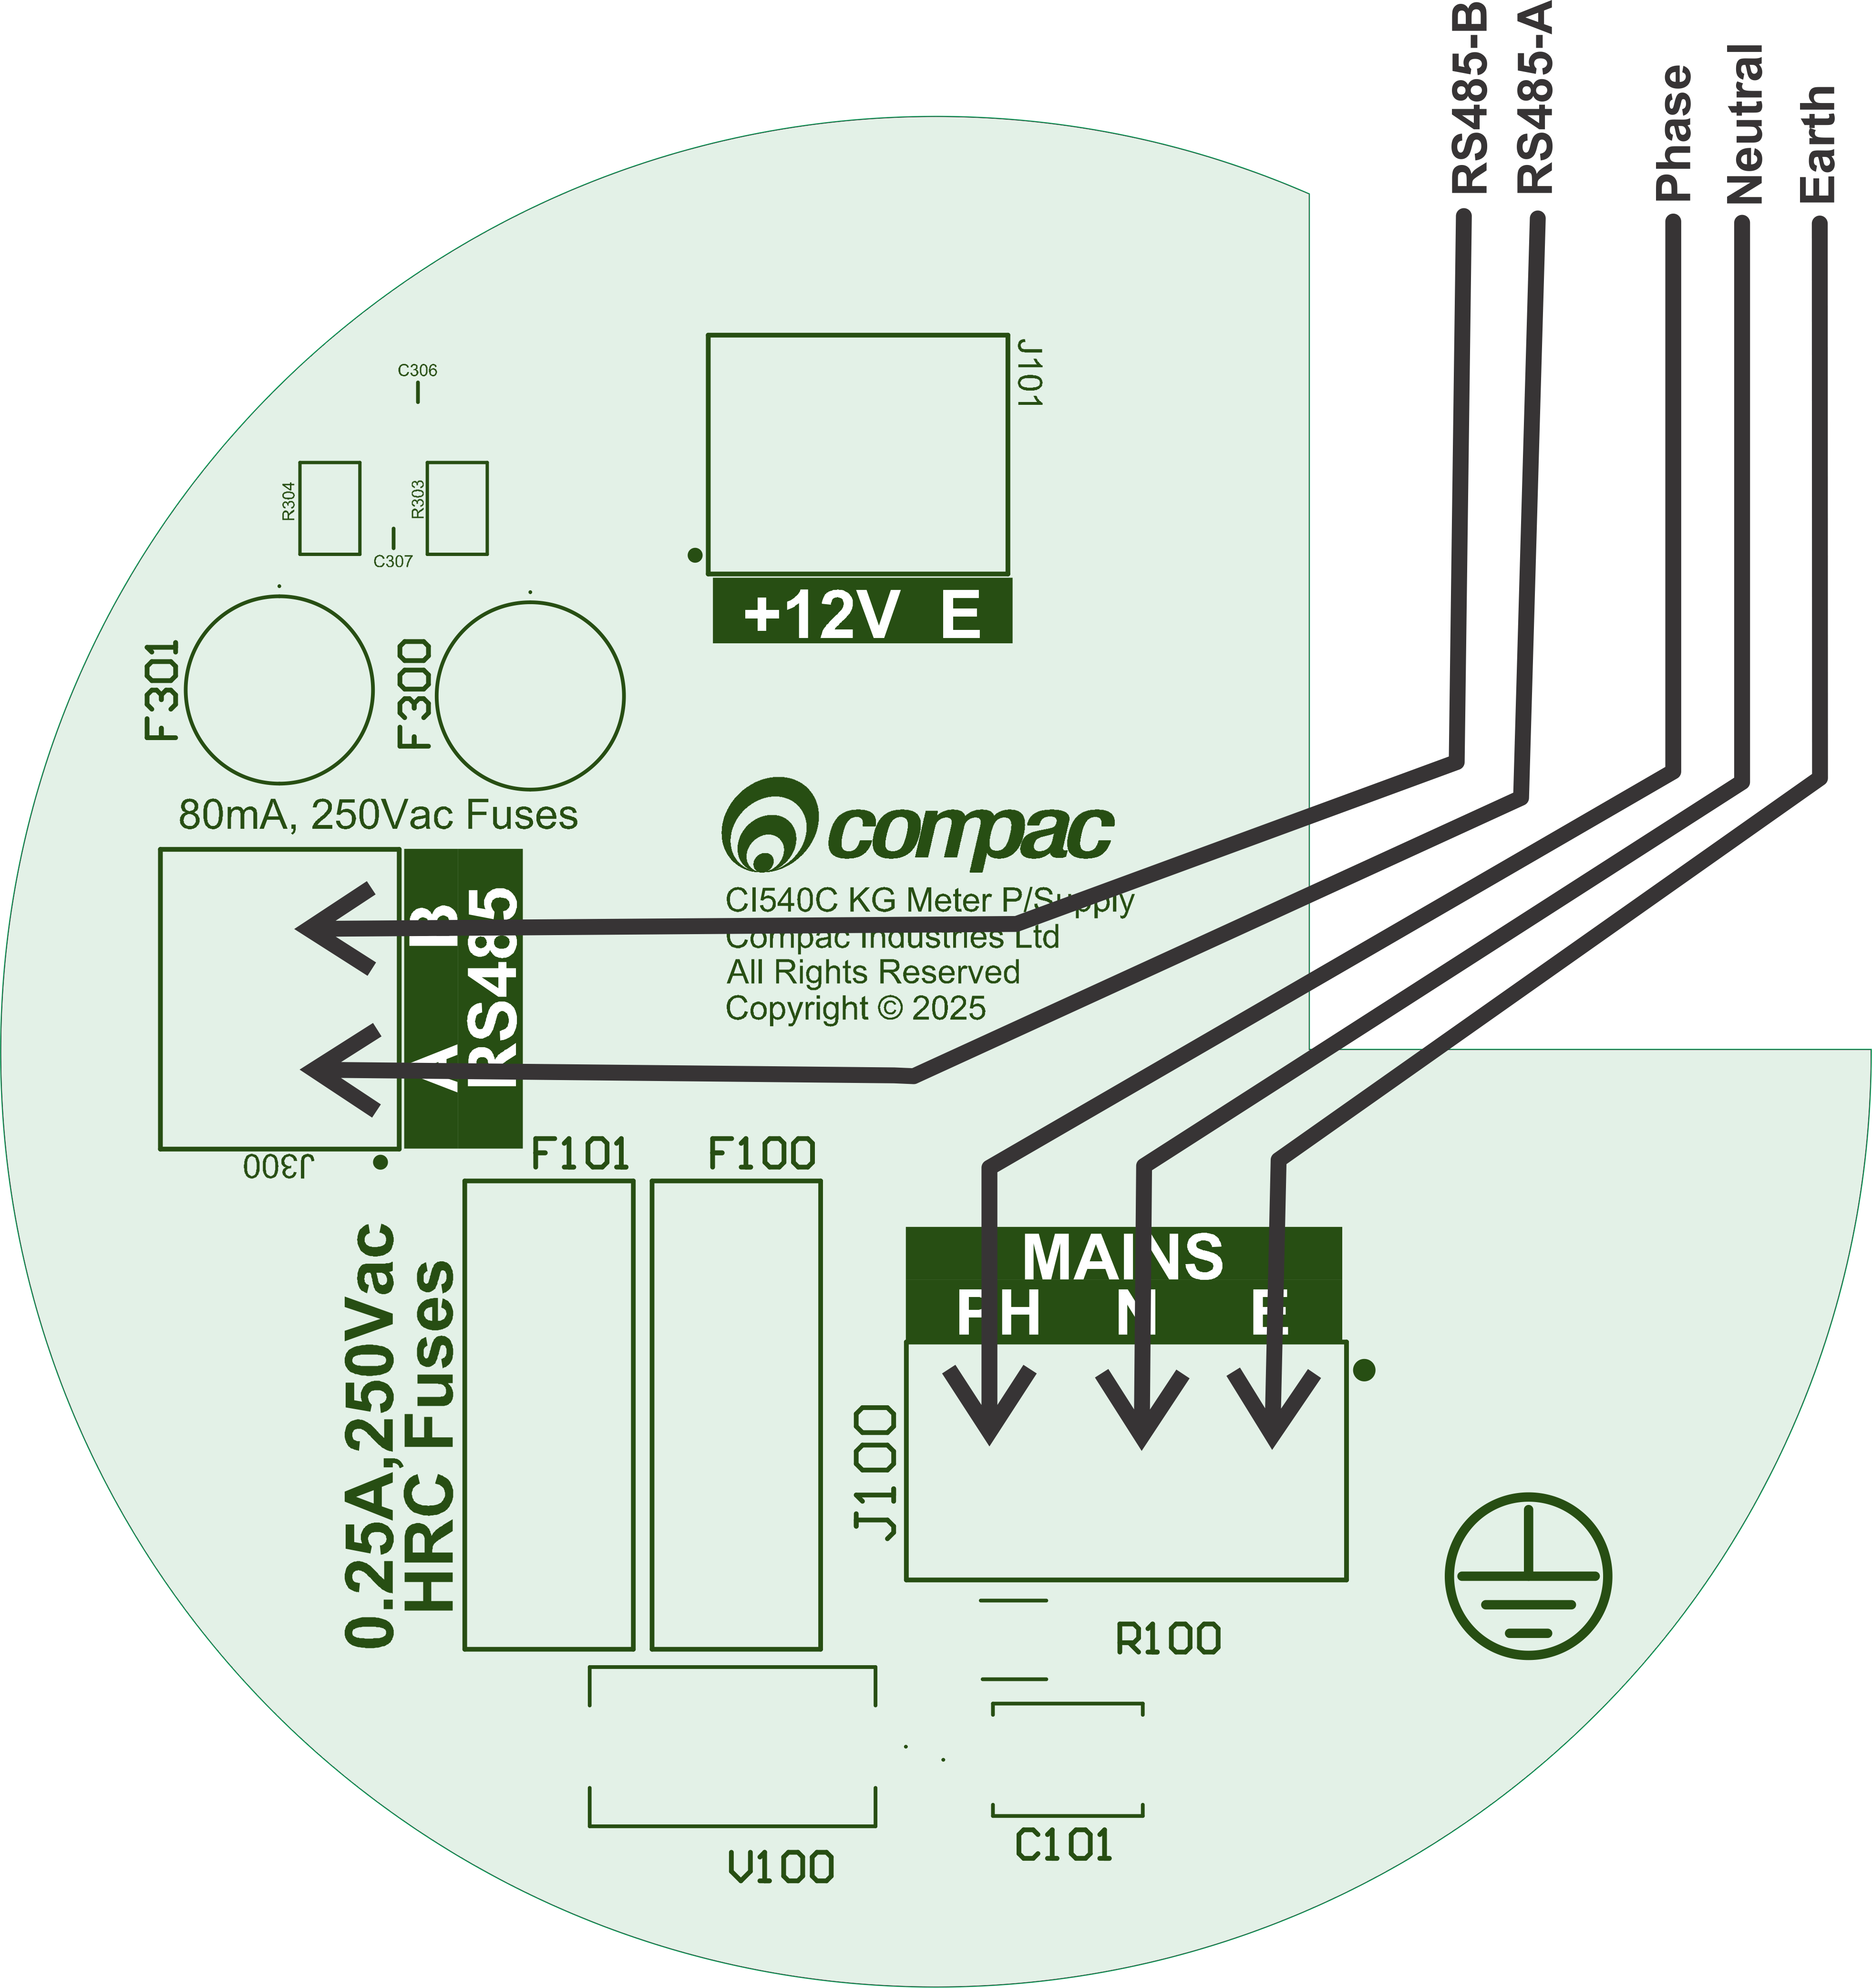 RS485-B
RS485-A
Phase
Neutral
Earth
J101
C306
R304
R303
C307
+12V E
F301
F300
80mA, 250Vac Fuses
compac
CI540C KG Meter P/Supply
Compac Industries Ltd
All Rights Reserved
Copyright © 2025
B
A
RS485
J300
F101
F100
MAINS
PH N E
0.25A,250Vac
HRC Fuses
J100
R100
C101
V100